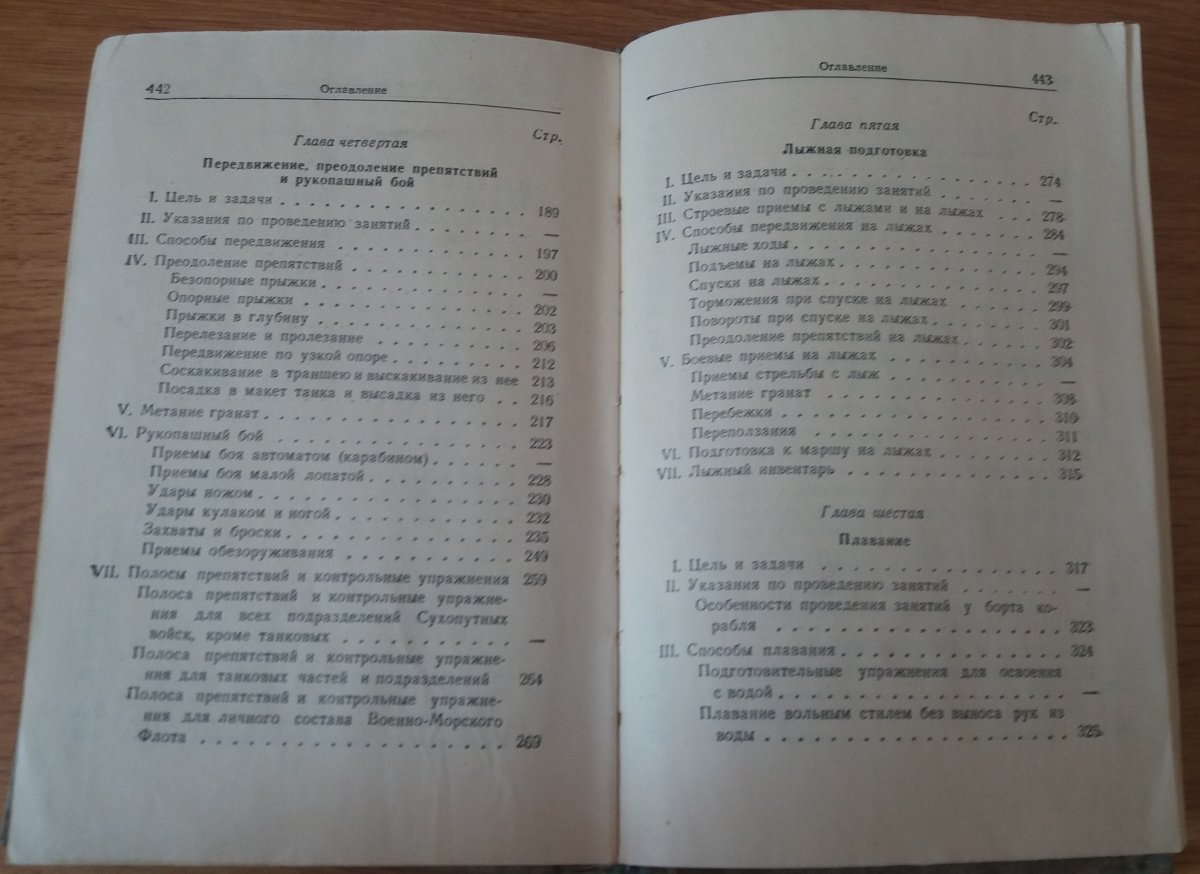 442 Оглавление
Стр.
Глава четвертая
Передвижение, преодоление препятствий
и рукопашный бой
I. Цель и задачи . . . . . . . . . . . . . . . . 189
II. Указания по проведению занятий . . . . . . . . —
III. Способы передвижения . . . . . . . . . . . . 197
IV. Преодоление препятствий . . . . . . . . . . . 200
Безопорные прыжки . . . . . . . . . . . . . —
Опорные прыжки . . . . . . . . . . . . . . 202
Прыжки в глубину . . . . . . . . . . . . . 203
Перелезание и пролезание . . . . . . . . . . 206
Передвижение по узкой опоре . . . . . . . . . 212
Соскакивание в траншею и выскакивание из нее 213
Посадка в макет танка и высадка из него . . 216
V. Метание гранат . . . . . . . . . . . . . . . 217
VI. Рукопашный бой . . . . . . . . . . . . . . 223
Приемы боя автоматом (карабином) . . . . . . —
Приемы боя малой лопатой . . . . . . . . . . 228
Удары ножом . . . . . . . . . . . . . . . 230
Удары кулаком и ногой . . . . . . . . . . . 232
Захваты и броски . . . . . . . . . . . . . 235
Приемы обезоруживания . . . . . . . . . . . 249
VII. Полосы препятствий и контрольные упражнения 259
Полоса препятствий и контрольные упражне-
ния для всех подразделений Сухопутных
войск, кроме танковых . . . . . . . . . . —
Полоса препятствий и контрольные упражне-
ния для танковых частей и подразделений 264
Полоса препятствий и контрольные упражне-
ния для личного состава Военно-Морского
Флота . . . . . . . . . . . . . . . . . . 269
Оглавление 443
Стр.
Глава пятая
Лыжная подготовка
I. Цель и задачи . . . . . . . . . . . . . . . 274
II. Указания по проведению занятий . . . . . . . —
III. Строевые приемы с лыжами и на лыжах . . . . 278
IV. Способы передвижения на лыжах . . . . . . . 284
Лыжные ходы . . . . . . . . . . . . . . . —
Подъемы на лыжах . . . . . . . . . . . . . 294
Спуски на лыжах . . . . . . . . . . . . . 297
Торможения при спуске на лыжах . . . . . . . 299
Повороты при спуске на лыжах . . . . . . . . 301
Преодоление препятствий на лыжах . . . . . . 302
V. Боевые приемы на лыжах . . . . . . . . . . 304
Приемы стрельбы с лыж . . . . . . . . . . . —
Метание гранат . . . . . . . . . . . . . . 308
Перебежки . . . . . . . . . . . . . . . . 310
Переползания . . . . . . . . . . . . . . . 311
VI. Подготовка к маршу на лыжах . . . . . . . . 312
VII. Лыжный инвентарь . . . . . . . . . . . . . 315
Глава шестая
Плавание
I. Цель и задачи . . . . . . . . . . . . . . . 317
II. Указания по проведению занятий . . . . . . . —
Особенности проведения занятий у борта ко-
рабля . . . . . . . . . . . . . . . . . . 323
III. Способы плавания . . . . . . . . . . . . . 324
Подготовительные упражнения для освоения
с водой . . . . . . . . . . . . . . . . . —
Плавание вольным стилем без выноса рук из
воды . . . . . . . . . . . . . . . . . . 325